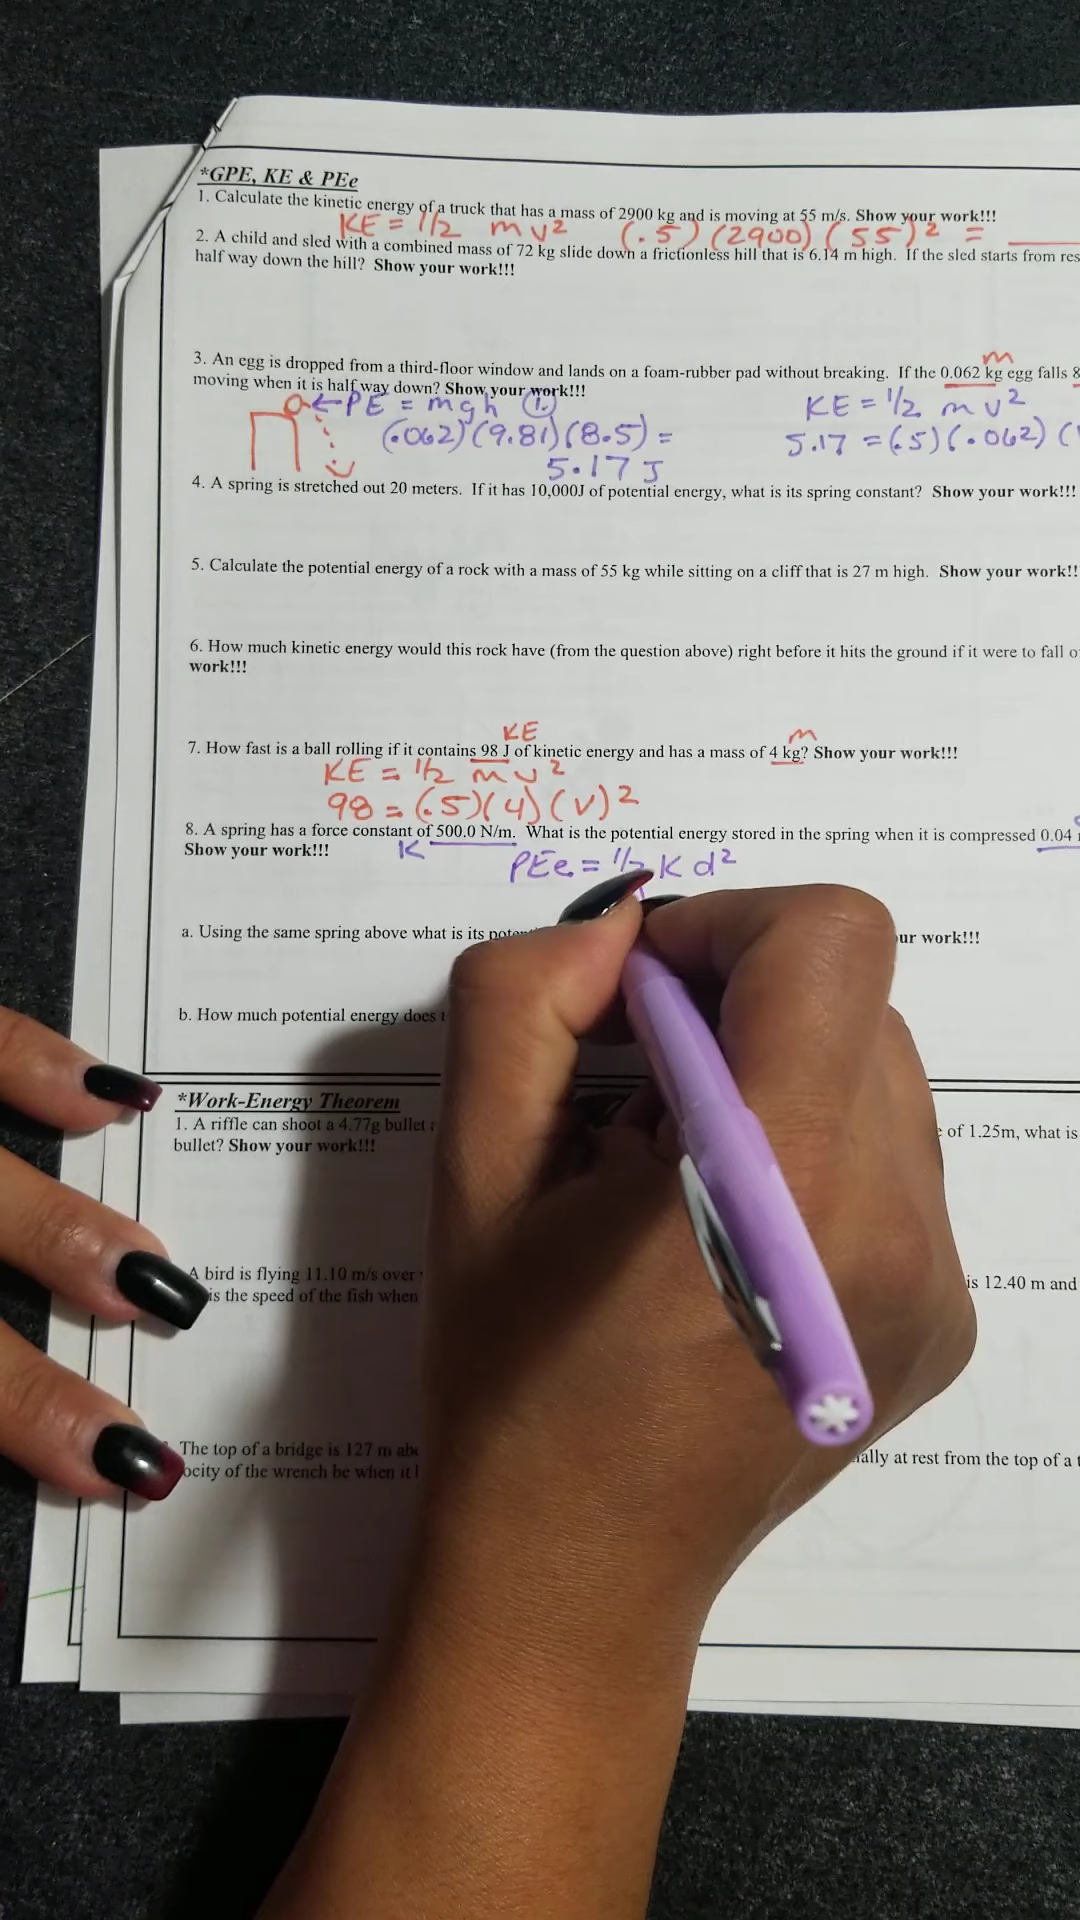 *GPE, KE & PEe
1. Calculate the kinetic energy of a truck that has a mass of 2900 kg and is moving at 55 m/s. Show your work!!!
KE = 1/2 m v² (.5) (2900) (55)² = ___
2. A child and sled with a combined mass of 72 kg slide down a frictionless hill that is 6.14 m high. If the sled starts from
half way down the hill? Show your work!!!
m
3. An egg is dropped from a third-floor window and lands on a foam-rubber pad without breaking. If the 0.062 kg egg falls 8
moving when it is half way down? Show your work!!!
←PE = mgh 1. KE = 1/2 m v²
(.062)(9.81)(8.5) = 5.17 = (.5)(.062)(
5.17 J
4. A spring is stretched out 20 meters. If it has 10,000J of potential energy, what is its spring constant? Show your work!!!
5. Calculate the potential energy of a rock with a mass of 55 kg while sitting on a cliff that is 27 m high. Show your work!!
6. How much kinetic energy would this rock have (from the question above) right before it hits the ground if it were to fall
work!!!
KE m
7. How fast is a ball rolling if it contains 98 J of kinetic energy and has a mass of 4 kg? Show your work!!!
KE = 1/2 m v²
98 = (.5)(4)(v)²
8. A spring has a force constant of 500.0 N/m. What is the potential energy stored in the spring when it is compressed 0.04
Show your work!!! K PEe = 1/2 K d²
a. Using the same spring above what is its work!!!
b. How much potential energy does
*Work-Energy Theorem
1. A riffle can shoot a 4.77g bullet of 1.25m, what is
bullet? Show your work!!!
A bird is flying 11.10 m/s over is 12.40 m and
is the speed of the fish when
The top of a bridge is 127 m at rest from the top of a
of the wrench be when it